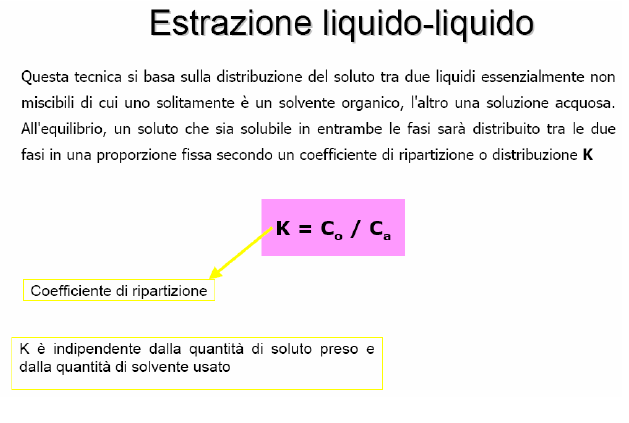 Estrazione liquido-liquido
Questa tecnica si basa sulla distribuzione del soluto tra due liquidi essenzialmente non
miscibili di cui uno solitamente è un solvente organico, l'altro una soluzione acquosa.
All'equilibrio, un soluto che sia solubile in entrambe le fasi sarà distribuito tra le due
fasi in una proporzione fissa secondo un coefficiente di ripartizione o distribuzione K
K = Co / Ca
Coefficiente di ripartizione
K è indipendente dalla quantità di soluto preso e
dalla quantità di solvente usato